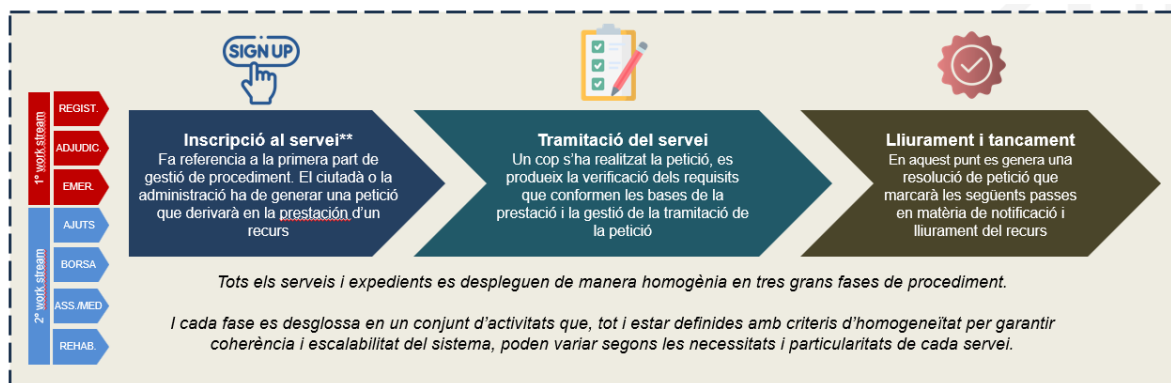 SIGN UP
1º work stream
REGIST.
ADJUDIC.
EMER.
2º work stream
AJUTS
BORSA
ASS./MED
REHAB.
Inscripció al servei**
Fa referencia a la primera part de
gestió de procediment. El ciutadà o la
administració ha de generar una petició
que derivarà en la prestación d'un
recurs
Tramitació del servei
Un cop s'ha realitzat la petició, es
produeix la verificació dels requisits
que conformen les bases de la
prestació i la gestió de la tramitació de
la petició
Lliurament i tancament
En aquest punt es genera una
resolució de petició que
marcarà les següents passes
en matèria de notificació i
lliurament del recurs
Tots els serveis i expedients es despleguen de manera homogènia en tres grans fases de procediment.
I cada fase es desglossa en un conjunt d'activitats que, tot i estar definides amb criteris d'homogeneïtat per garantir
coherència i escalabilitat del sistema, poden variar segons les necessitats i particularitats de cada servei.